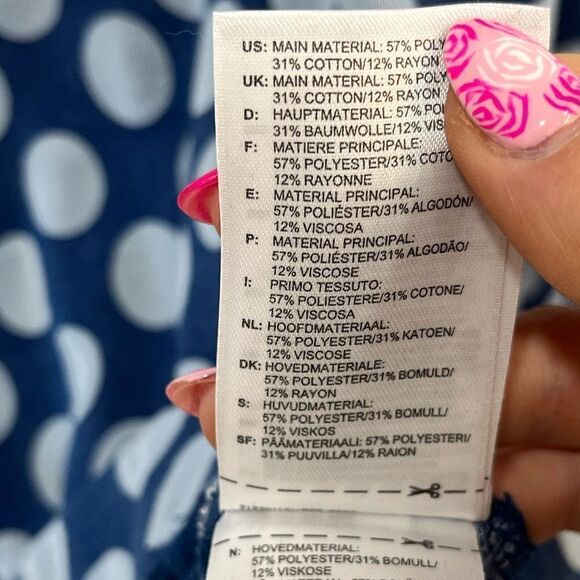 US: MAIN MATERIAL: 57% POLY
31% COTTON/12% RAYON
UK: MAIN MATERIAL: 57% POLY
31% COTTON/12% RAYON
D: HAUPTMATERIAL: 57% PO
31% BAUMWOLLE/12% VIS
F: MATIERE PRINCIPALE:
57% POLYESTER/31% COTO
12% RAYONNE
E: MATERIAL PRINCIPAL:
57% POLIÉSTER/31% ALGODÓN/
12% VISCOSA
P: MATERIAL PRINCIPAL:
57% POLIÉSTER/31% ALGODÃO/
12% VISCOSE
I: PRIMO TESSUTO:
57% POLIESTERE/31% COTONE/
12% VISCOSA
NL: HOOFDMATERIAAL:
57% POLYESTER/31% KATOEN/
12% VISCOSE
DK: HOVEDMATERIALE:
57% POLYESTER/31% BOMULD/
12% RAYON
S: HUVUDMATERIAL:
57% POLYESTER/31% BOMULL/
12% VISKOS
SF: PÄÄMATERIAALI: 57% POLYESTERI/
31% PUUVILLA/12% RAION
N: HOVEDMATERIAL:
57% POLYESTER/31% BOMULL/
12% VISKOSE